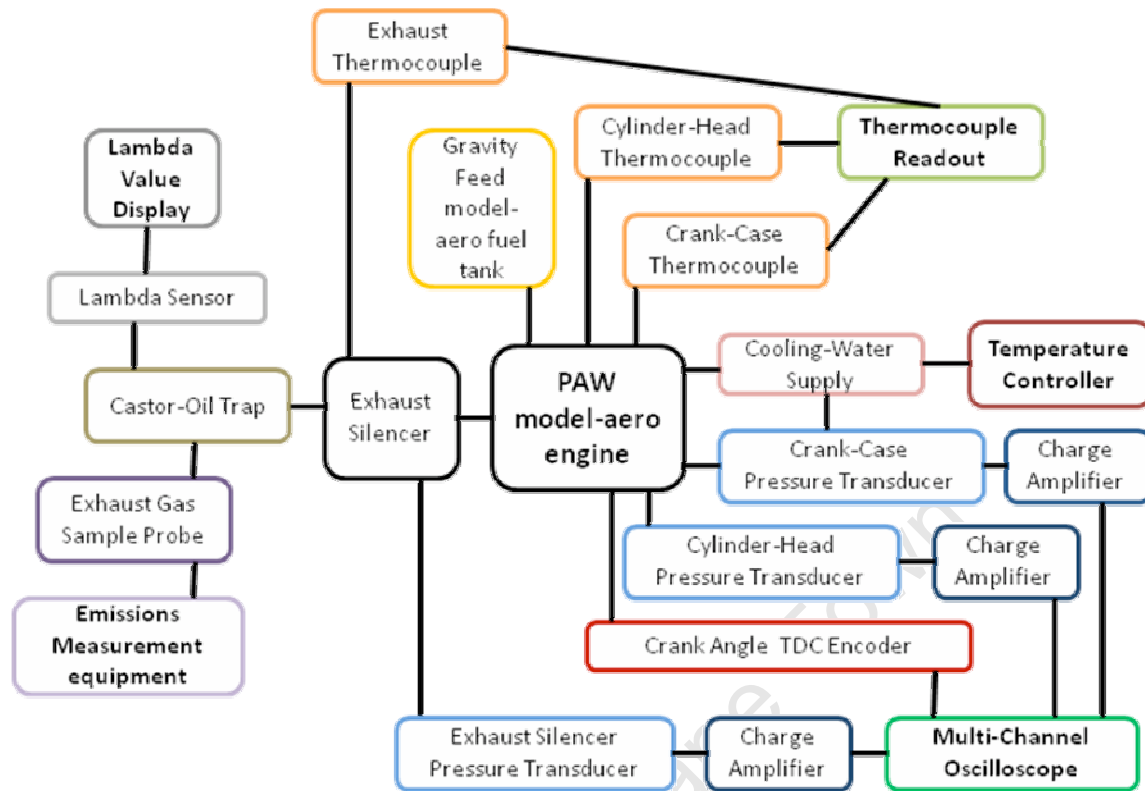 Exhaust
Thermocouple
Cylinder-Head
Thermocouple
Thermocouple
Readout
Lambda
Value
Display
Gravity
Feed
model-
aero fuel
tank
Crank-Case
Thermocouple
Lambda Sensor
Cooling-Water
Supply
Temperature
Controller
PAW
model-aero
engine
Exhaust
Silencer
Castor-Oil Trap
Crank-Case
Pressure Transducer
Charge
Amplifier
Exhaust Gas
Sample Probe
Cylinder-Head
Pressure Transducer
Charge
Amplifier
Emissions
Measurement
equipment
Crank Angle TDC Encoder
Exhaust Silencer
Pressure Transducer
Charge
Amplifier
Multi-Channel
Oscilloscope
Town